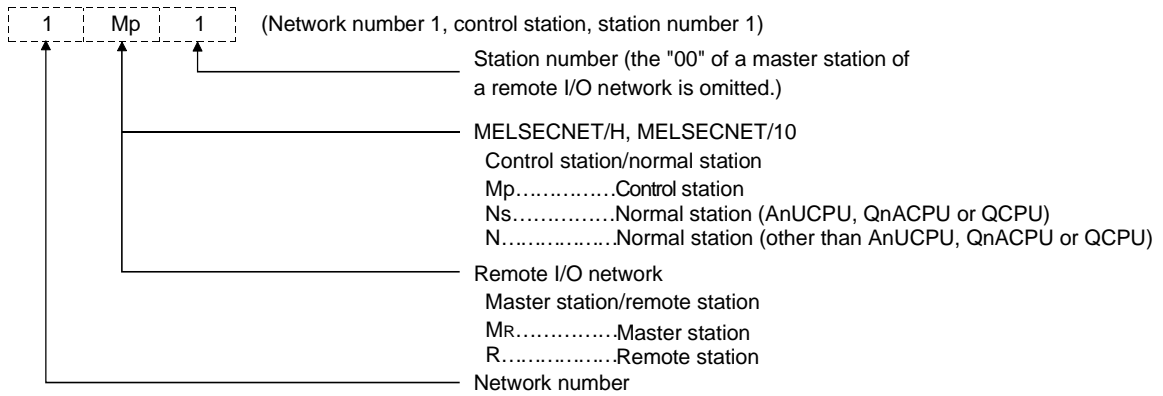 1 Mp 1 (Network number 1, control station, station number 1)
Station number (the "00" of a master station of
a remote I/O network is omitted.)
MELSECNET/H, MELSECNET/10
Control station/normal station
Mp……………Control station
Ns……………Normal station (AnUCPU, QnACPU or QCPU)
N………………Normal station (other than AnUCPU, QnACPU or QCPU)
Remote I/O network
Master station/remote station
MR……………Master station
R………………Remote station
Network number